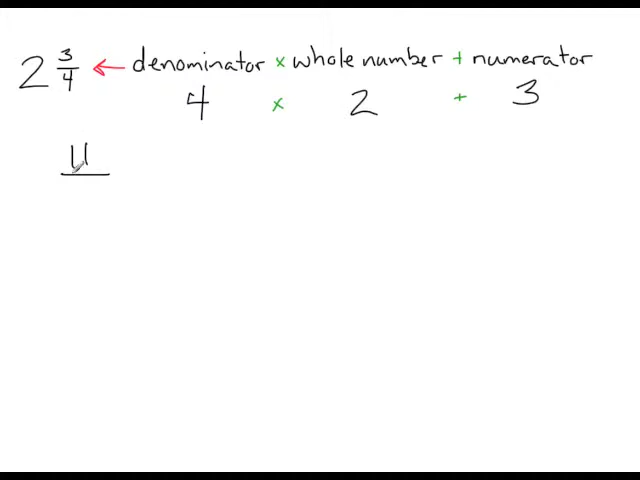 2 3/4 ← denominator × whole number + numerator
4 × 2 + 3
11